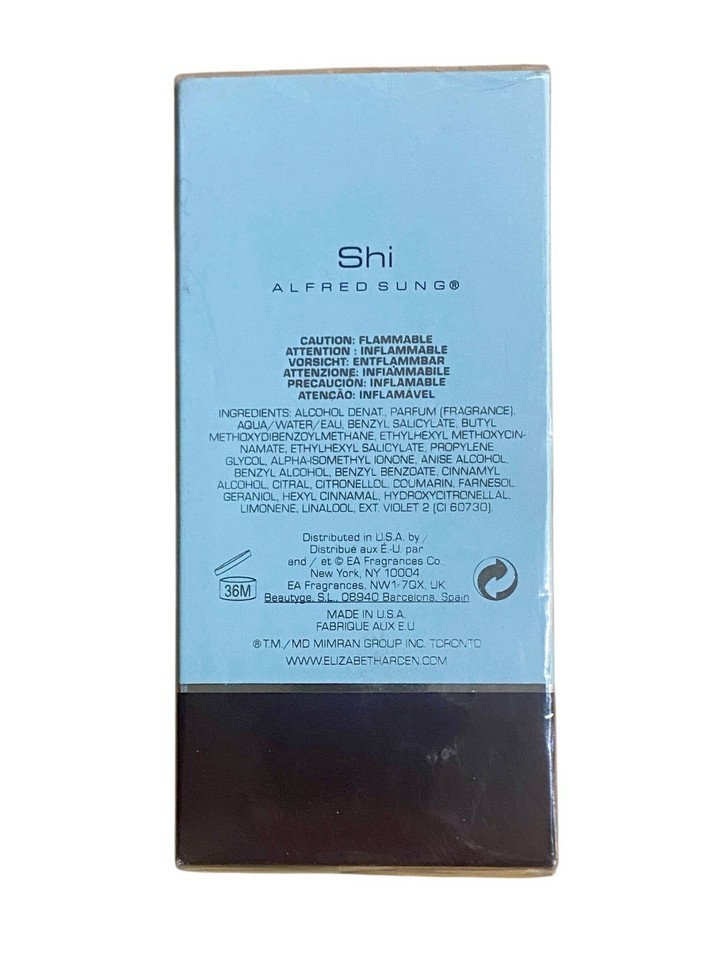 Shi
ALFRED SUNG®
CAUTION: FLAMMABLE
ATTENTION : INFLAMMABLE
VORSICHT: ENTFLAMMBAR
ATTENZIONE: INFIAMMABILE
PRECAUCIÓN: INFLAMABLE
ATENÇÃO: INFLAMÁVEL
INGREDIENTS: ALCOHOL DENAT., PARFUM (FRAGRANCE),
AQUA/WATER/EAU, BENZYL SALICYLATE, BUTYL
METHOXYDIBENZOYLMETHANE, ETHYLHEXYL METHOXYCIN-
NAMATE, ETHYLHEXYL SALICYLATE, PROPYLENE
GLYCOL, ALPHA-ISOMETHYL IONONE, ANISE ALCOHOL,
BENZYL ALCOHOL, BENZYL BENZOATE, CINNAMYL
ALCOHOL, CITRAL, CITRONELLOL, COUMARIN, FARNESOL,
GERANIOL, HEXYL CINNAMAL, HYDROXYCITRONELLAL,
LIMONENE, LINALOOL, EXT. VIOLET 2 (CI 60730).
Distributed in U.S.A. by /
Distribué aux É.-U. par
and / et © EA Fragrances Co.,
New York, NY 10004.
EA Fragrances, NW1-7QX, UK
Beautyge, S.L., 08940 Barcelona, Spain
36M
MADE IN U.S.A.
FABRIQUE AUX E.U
® T.M./MD MIMRAN GROUP INC. TORONTO
WWW.ELIZABETHARDEN.COM